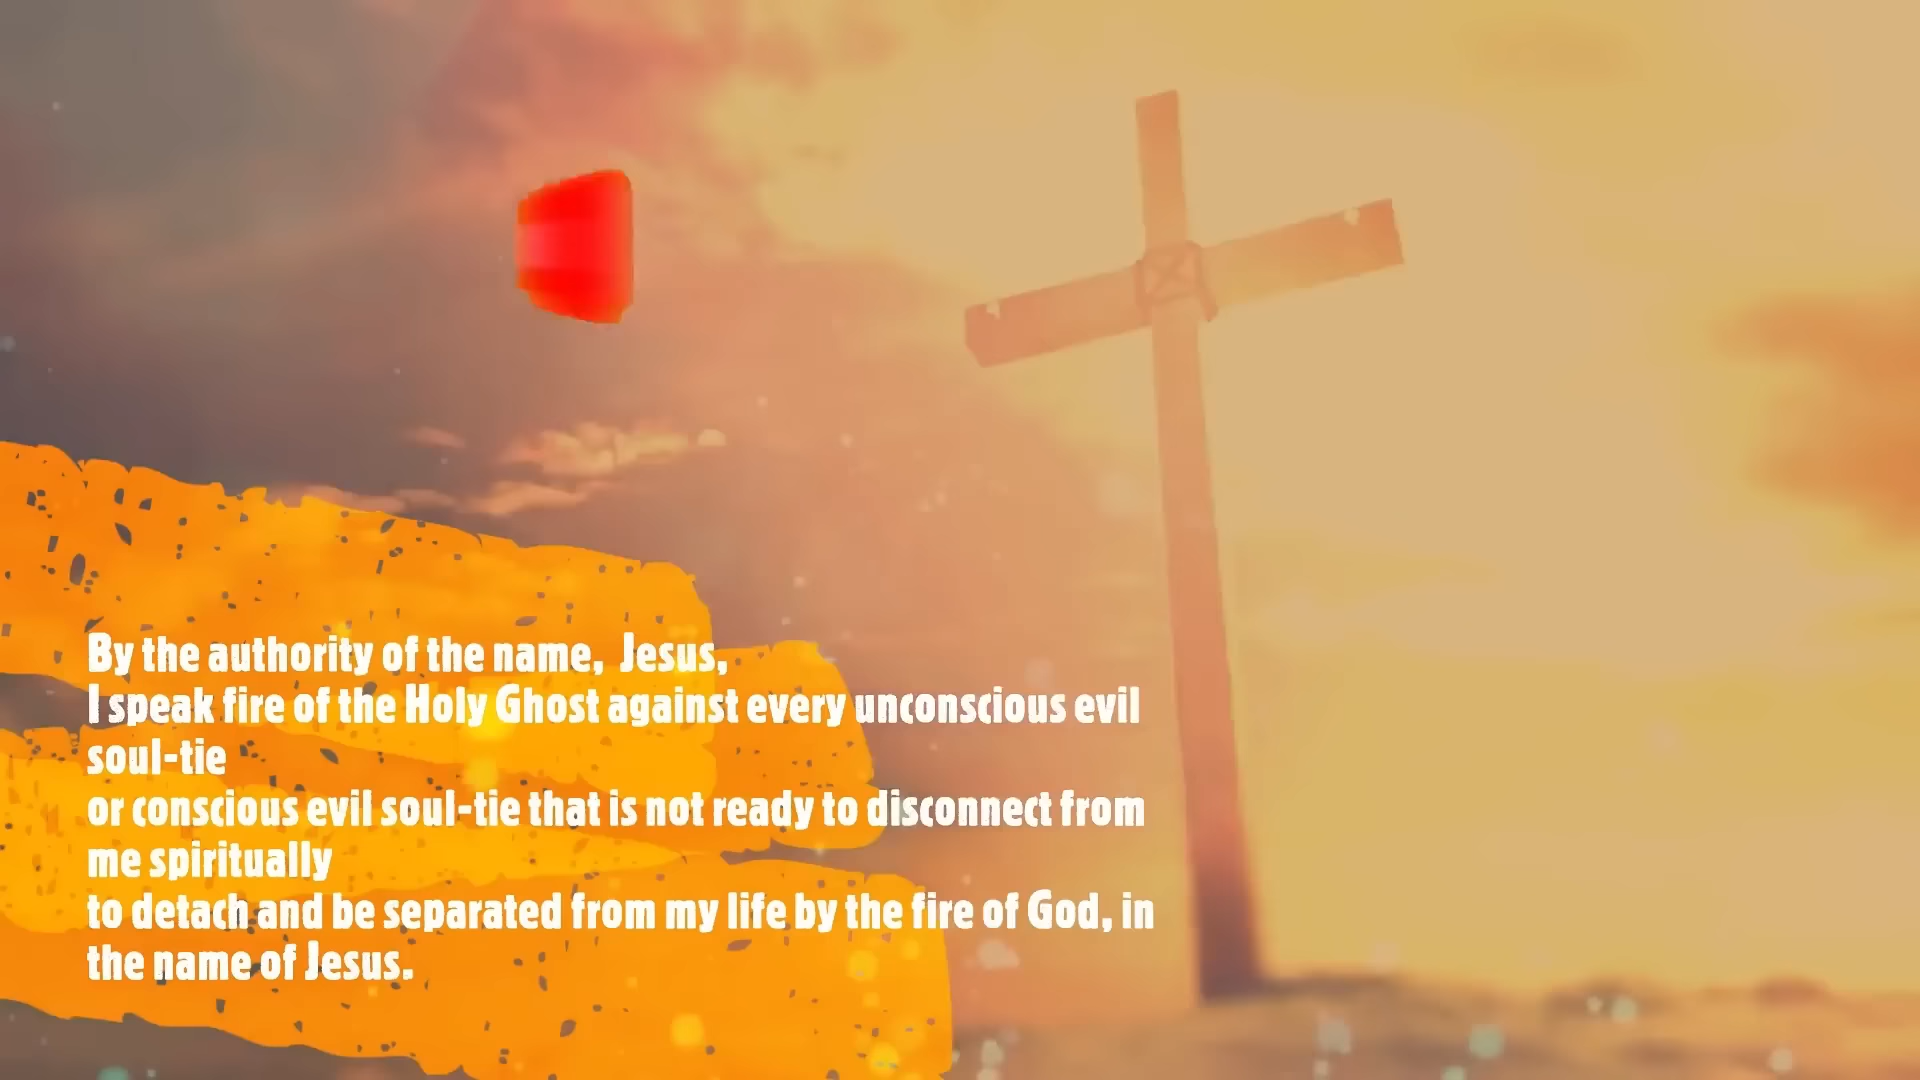 By the authority of the name,  Jesus,
I speak fire of the Holy Ghost against every unconscious evil
soul-tie
or conscious evil soul-tie that is not ready to disconnect from
me spiritually
to detach and be separated from my life by the fire of God, in
the name of Jesus.